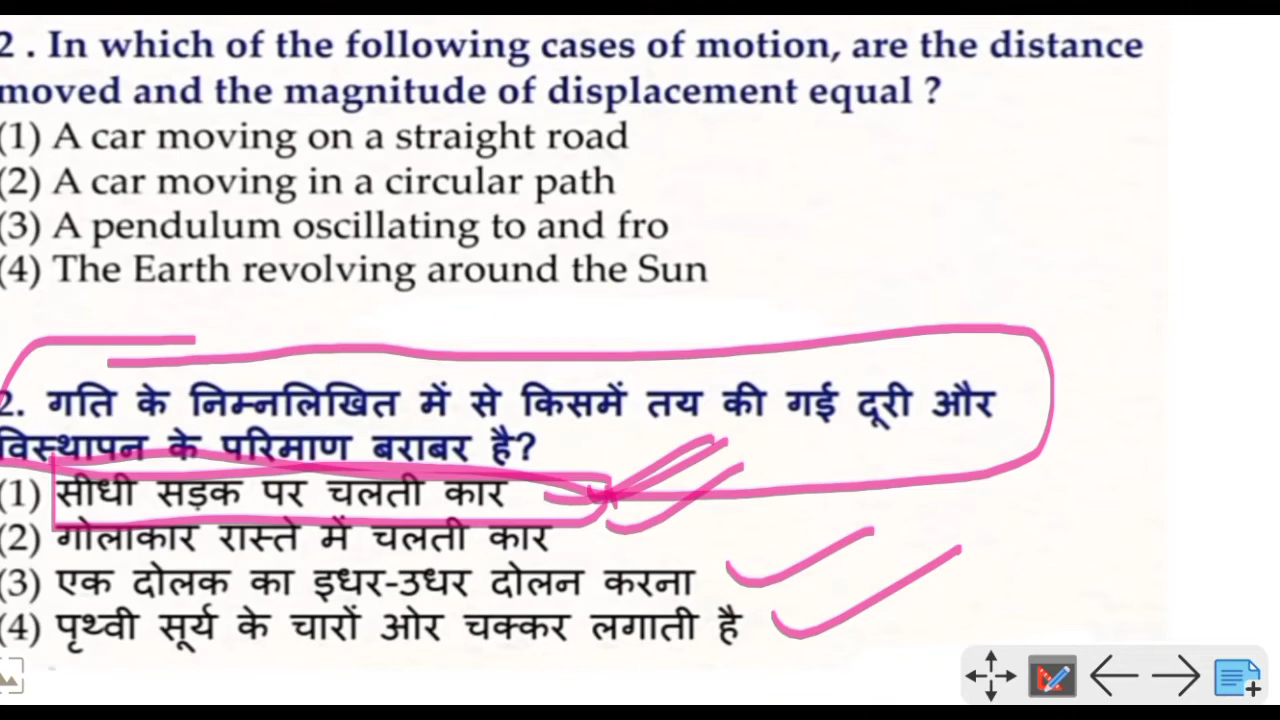 2 . In which of the following cases of motion, are the distance
moved and the magnitude of displacement equal ?
(1) A car moving on a straight road
(2) A car moving in a circular path
(3) A pendulum oscillating to and fro
(4) The Earth revolving around the Sun
2. गति के निम्नलिखित में से किसमें तय की गई दूरी और
विस्थापन के परिमाण बराबर है?
(1) सीधी सड़क पर चलती कार
(2) गोलाकार रास्ते में चलती कार
(3) एक दोलक का इधर-उधर दोलन करना
(4) पृथ्वी सूर्य के चारों ओर चक्कर लगाती है